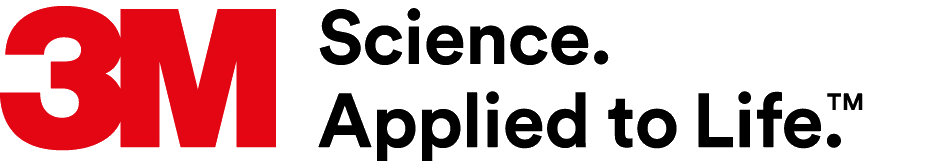 3M
Science.
Applied to Life.™